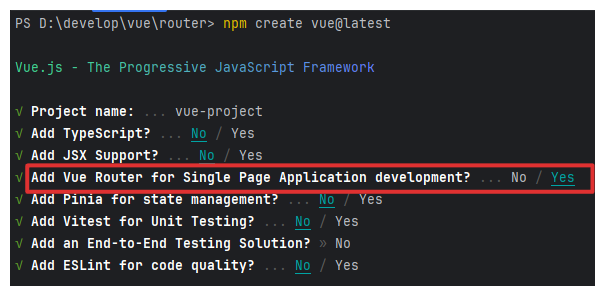 PS D:\develop\vue\router> npm create vue@latest
Vue.js - The Progressive JavaScript Framework
√ Project name: ... vue-project
√ Add TypeScript? ... No / Yes
√ Add JSX Support? ... No / Yes
√ Add Vue Router for Single Page Application development? ... No / Yes
√ Add Pinia for state management? ... No / Yes
√ Add Vitest for Unit Testing? ... No / Yes
√ Add an End-to-End Testing Solution? » No
√ Add ESLint for code quality? ... No / Yes